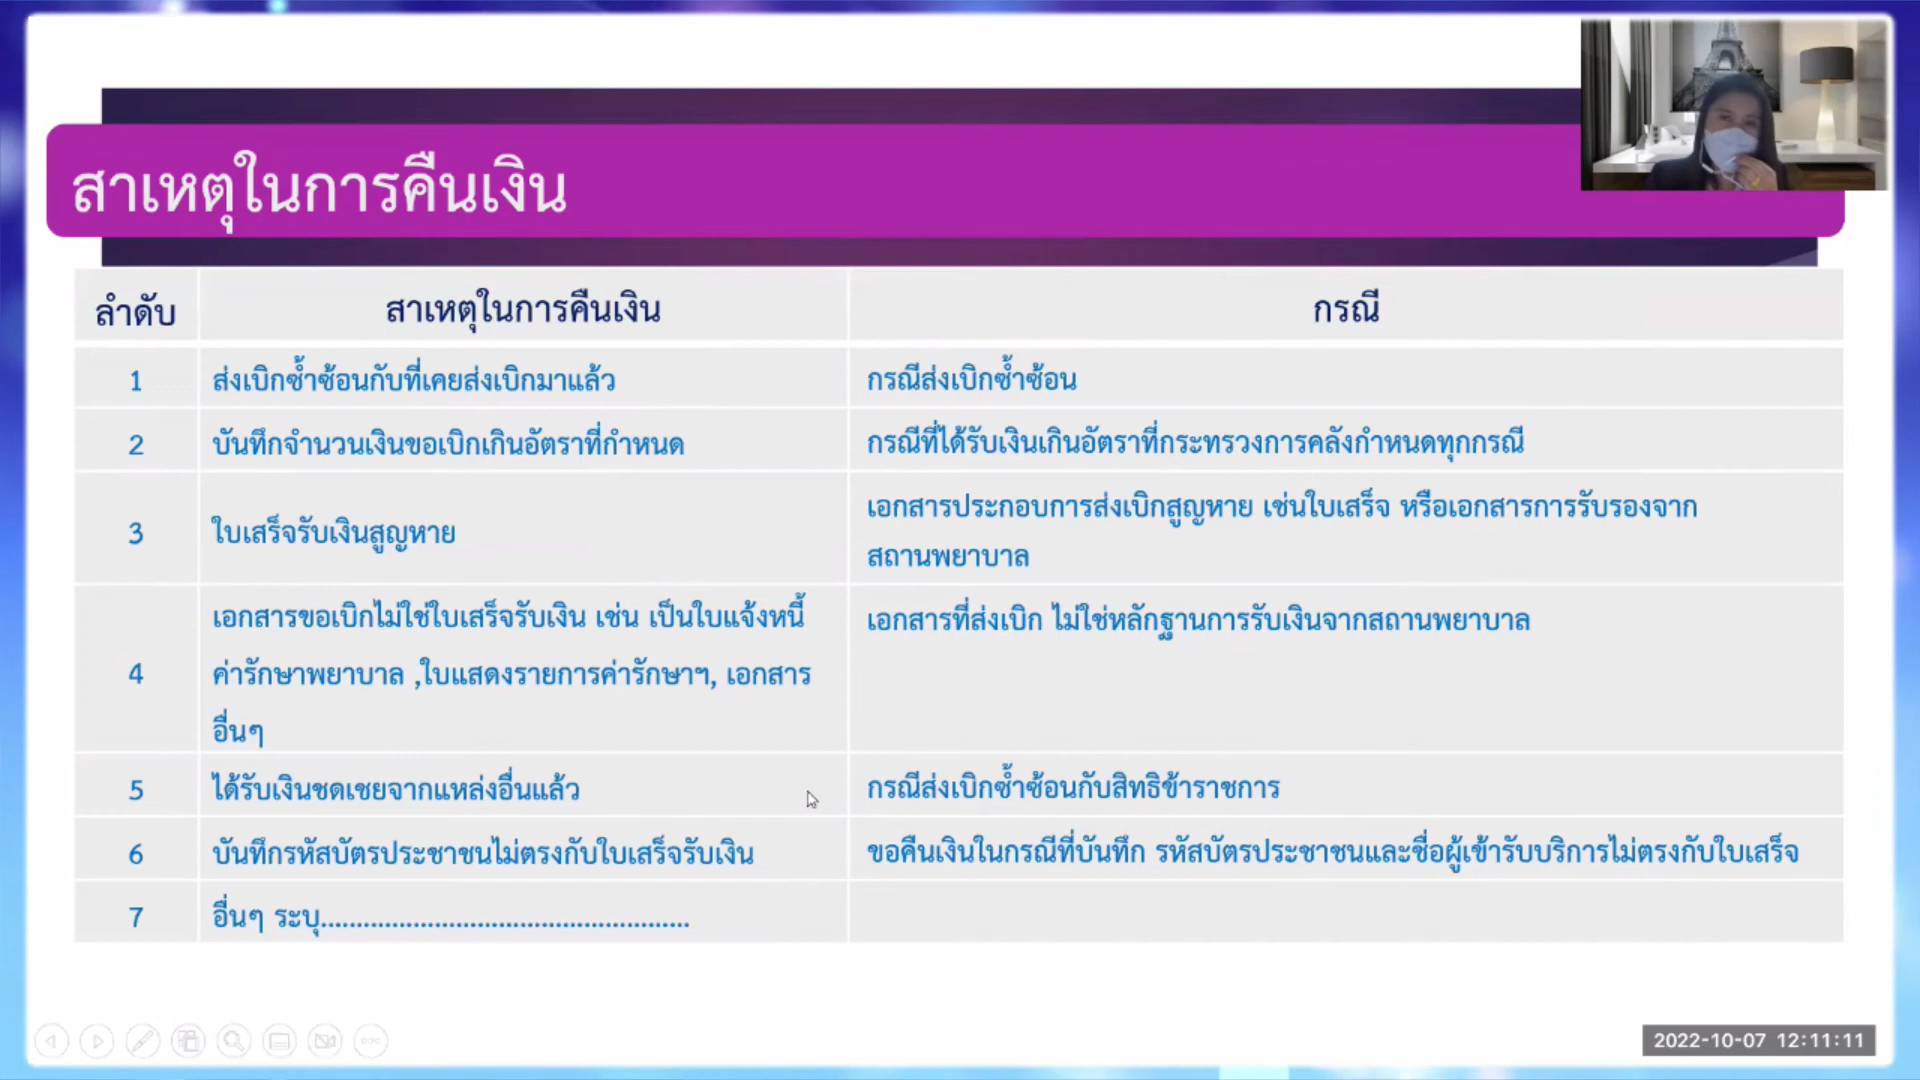 สาเหตุในการคืนเงิน
ลำดับ สาเหตุในการคืนเงิน กรณี
1 ส่งเบิกซ้ำซ้อนกับที่เคยส่งเบิกมาแล้ว กรณีส่งเบิกซ้ำซ้อน
2 บันทึกจำนวนเงินขอเบิกเกินอัตราที่กำหนด กรณีที่ได้รับเงินเกินอัตราที่กระทรวงการคลังกำหนดทุกกรณี
3 ใบเสร็จรับเงินสูญหาย เอกสารประกอบการส่งเบิกสูญหาย เช่นใบเสร็จ หรือเอกสารการรับรองจาก
สถานพยาบาล
4 เอกสารขอเบิกไม่ใช่ใบเสร็จรับเงิน เช่น เป็นใบแจ้งหนี้
ค่ารักษาพยาบาล ,ใบแสดงรายการค่ารักษาฯ, เอกสาร
อื่นๆ
เอกสารที่ส่งเบิก ไม่ใช่หลักฐานการรับเงินจากสถานพยาบาล
5 ได้รับเงินชดเชยจากแหล่งอื่นแล้ว กรณีส่งเบิกซ้ำซ้อนกับสิทธิข้าราชการ
6 บันทึกรหัสบัตรประชาชนไม่ตรงกับใบเสร็จรับเงิน ขอคืนเงินในกรณีที่บันทึก รหัสบัตรประชาชนและชื่อผู้เข้ารับบริการไม่ตรงกับใบเสร็จ
7 อื่นๆ ระบุ....................................................
2022-10-07 12:11:11